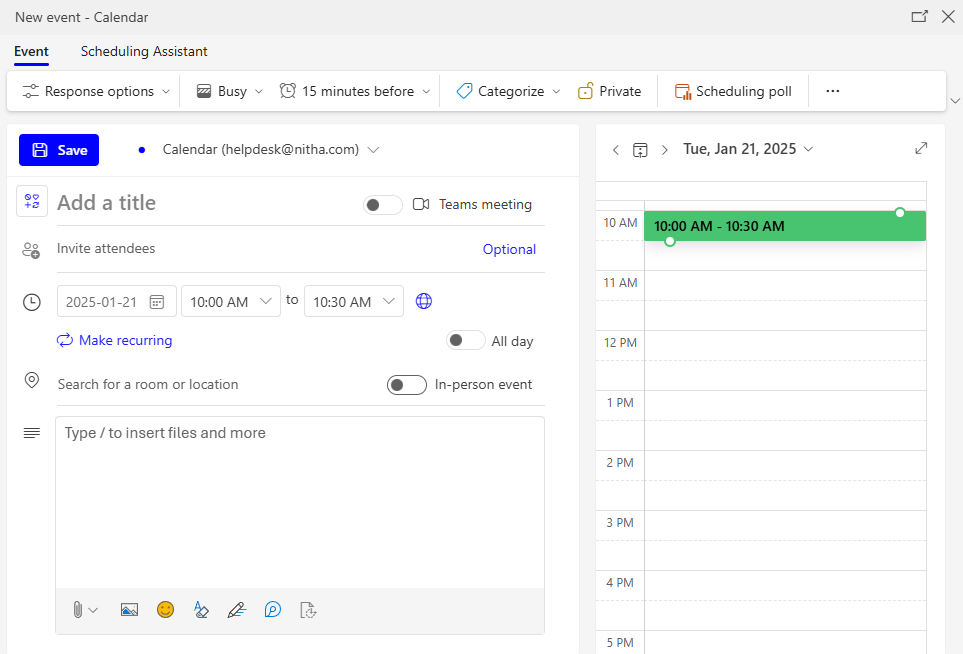 New event - Calendar
Event Scheduling Assistant
Response options Busy 15 minutes before Categorize Private Scheduling poll ...
Save Calendar (helpdesk@nitha.com) Tue, Jan 21, 2025
Add a title Teams meeting
Invite attendees Optional
2025-01-21 10:00 AM to 10:30 AM
Make recurring All day
Search for a room or location In-person event
Type / to insert files and more
10 AM 10:00 AM - 10:30 AM
11 AM
12 PM
1 PM
2 PM
3 PM
4 PM
5 PM